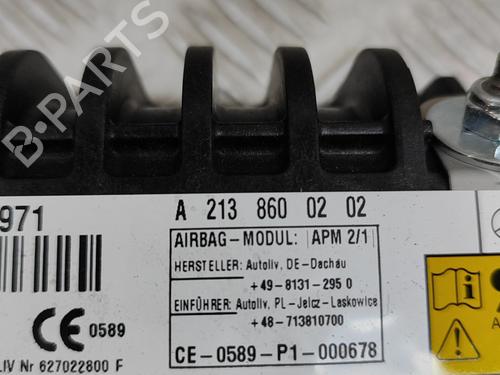 B-PARTS
971
A 213 860 02 02
AIRBAG-MODUL: APM 2/1
HERSTELLER: Autoliv, DE-Dachau
+49-8131-295 0
EINFÜHRER: Autoliv, PL-Jelcz-Laskowice
+48-713810700
CE 0589
CE-0589-P1-000678
LIV Nr 627022800 F